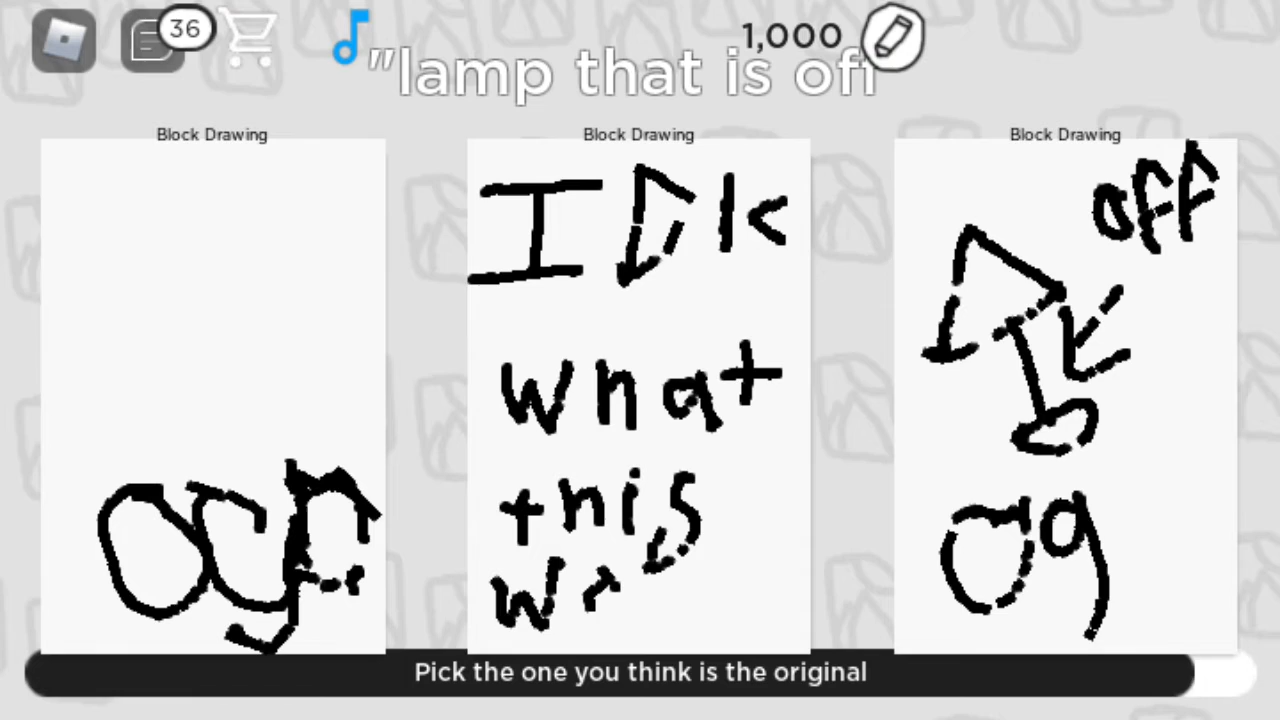 36
1,000
"lamp that is off
Block Drawing
Block Drawing
Block Drawing
IDK
what
this
off
og
Pick the one you think is the original